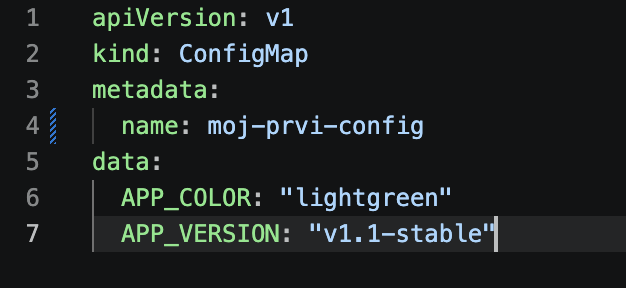 1 apiVersion: v1
2 kind: ConfigMap
3 metadata:
4   name: moj-prvi-config
5 data:
6   APP_COLOR: "lightgreen"
7   APP_VERSION: "v1.1-stable"